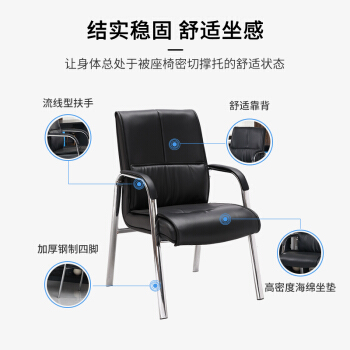 结实稳固 舒适坐感
让身体总处于被座椅密切撑托的舒适状态
流线型扶手
舒适靠背
加厚钢制四脚
高密度海绵坐垫